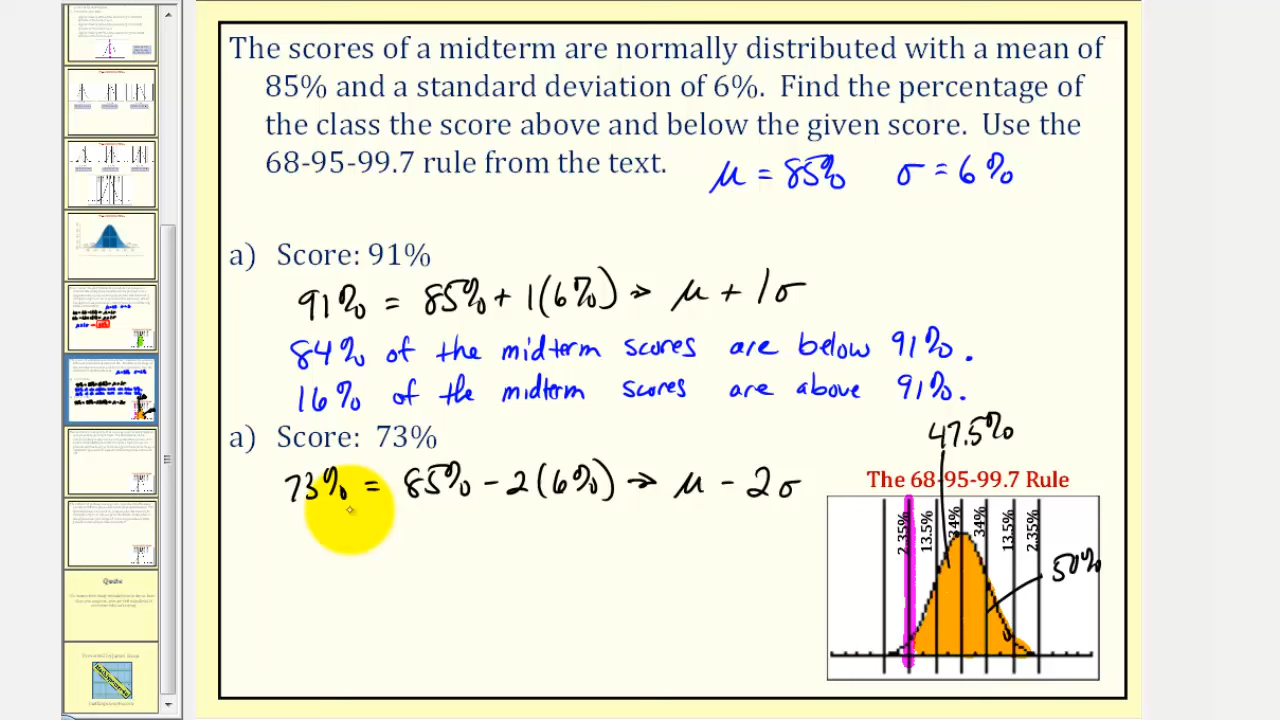 The scores of a midterm are normally distributed with a mean of
85% and a standard deviation of 6%. Find the percentage of
the class the score above and below the given score. Use the
68-95-99.7 rule from the text.
μ = 85% σ = 6%
a) Score: 91%
91% = 85% + 1(6%) → μ + 1σ
84% of the midterm scores are below 91%.
16% of the midterm scores are above 91%.
a) Score: 73%
73% = 85% - 2(6%) → μ - 2σ
47.5%
The 68-95-99.7 Rule
2.35% 13.5% 34% 34% 13.5% 2.35%
50%
Quote